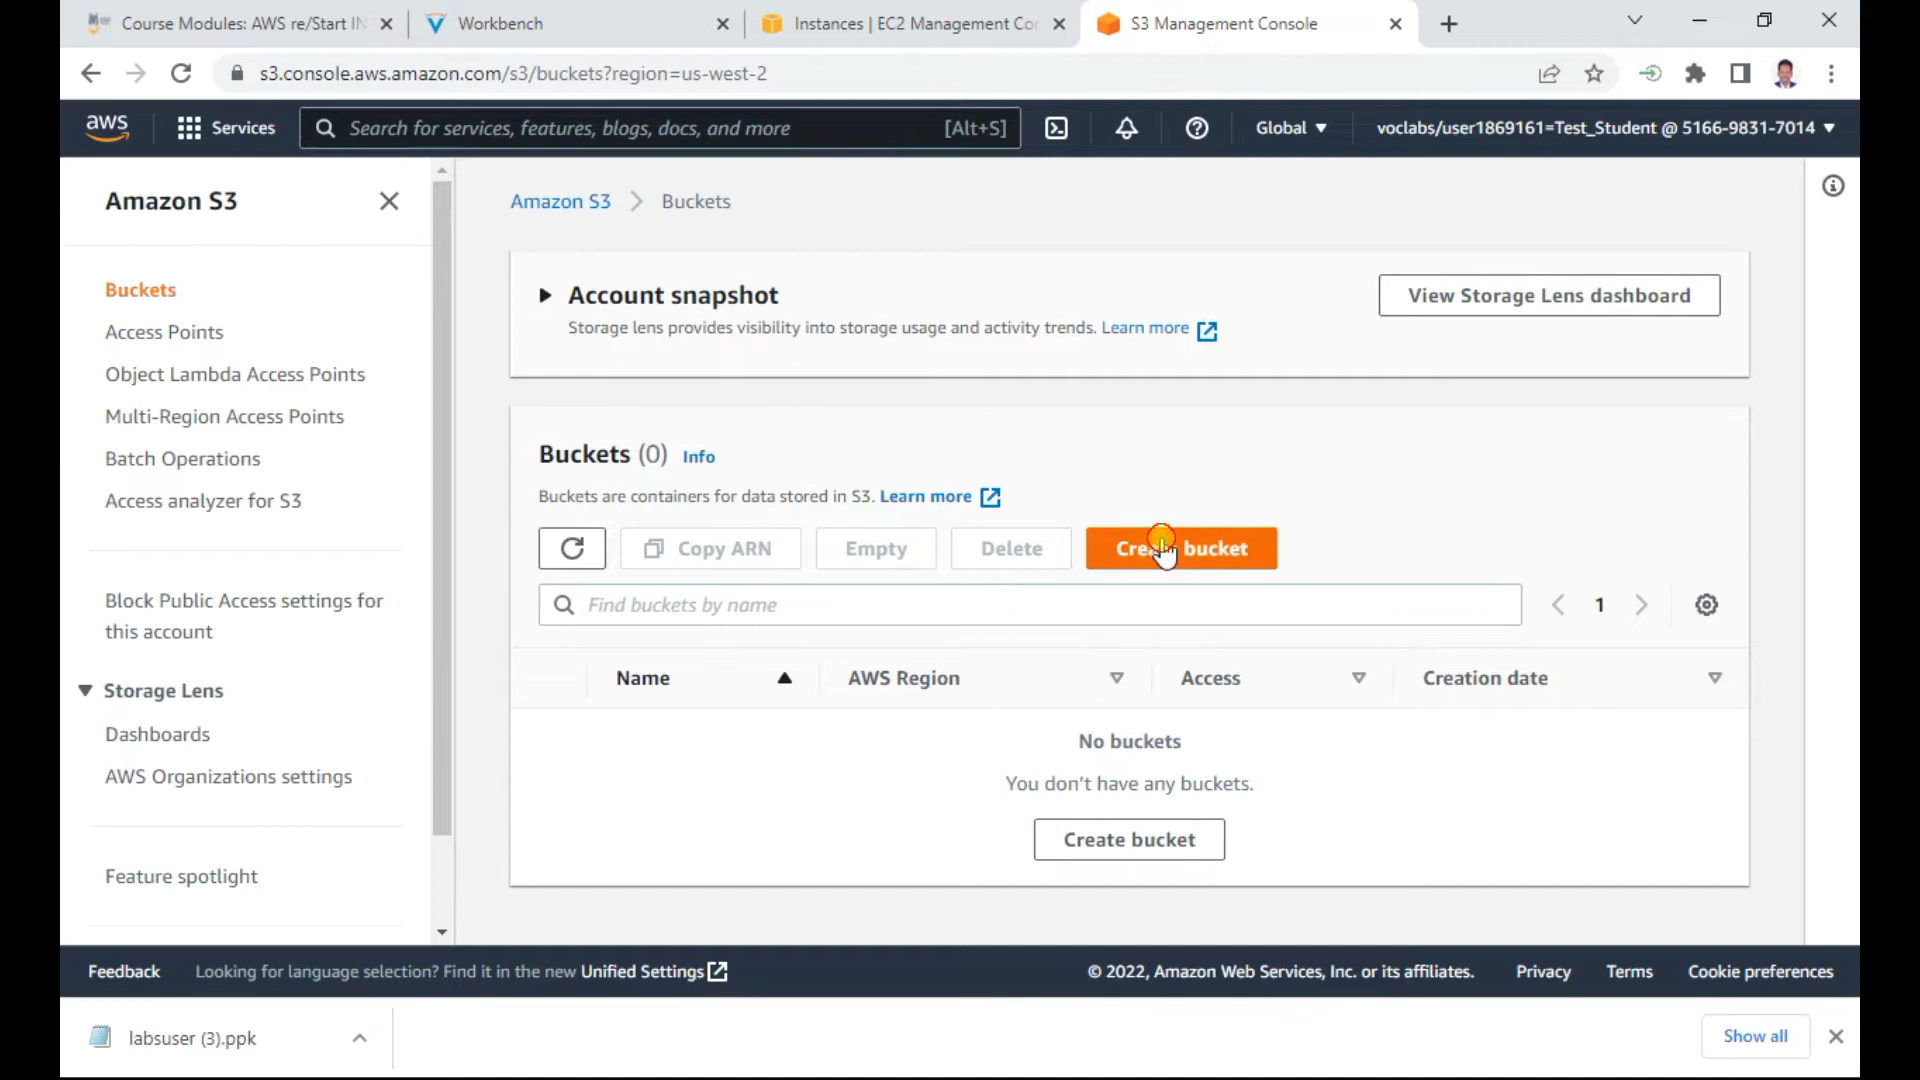 Course Modules: AWS re/Start IN
Workbench
Instances | EC2 Management Cor
S3 Management Console
s3.console.aws.amazon.com/s3/buckets?region=us-west-2
aws
Services
Search for services, features, blogs, docs, and more
[Alt+S]
Global
voclabs/user1869161=Test_Student @ 5166-9831-7014
Amazon S3
Buckets
Access Points
Object Lambda Access Points
Multi-Region Access Points
Batch Operations
Access analyzer for S3
Block Public Access settings for
this account
Storage Lens
Dashboards
AWS Organizations settings
Feature spotlight
Amazon S3 > Buckets
Account snapshot
View Storage Lens dashboard
Storage lens provides visibility into storage usage and activity trends. Learn more
Buckets (0) Info
Buckets are containers for data stored in S3. Learn more
Copy ARN
Empty
Delete
Create bucket
Find buckets by name
1
Name
AWS Region
Access
Creation date
No buckets
You don't have any buckets.
Create bucket
Feedback
Looking for language selection? Find it in the new Unified Settings
© 2022, Amazon Web Services, Inc. or its affiliates.
Privacy
Terms
Cookie preferences
labsuser (3).ppk
Show all